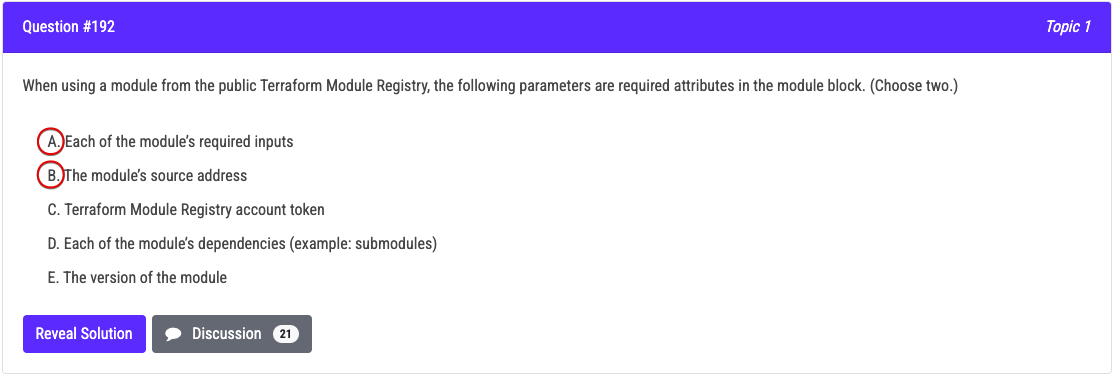 Question #192
Topic 1
When using a module from the public Terraform Module Registry, the following parameters are required attributes in the module block. (Choose two.)
A. Each of the module's required inputs
B. The module's source address
C. Terraform Module Registry account token
D. Each of the module's dependencies (example: submodules)
E. The version of the module
Reveal Solution
Discussion 21